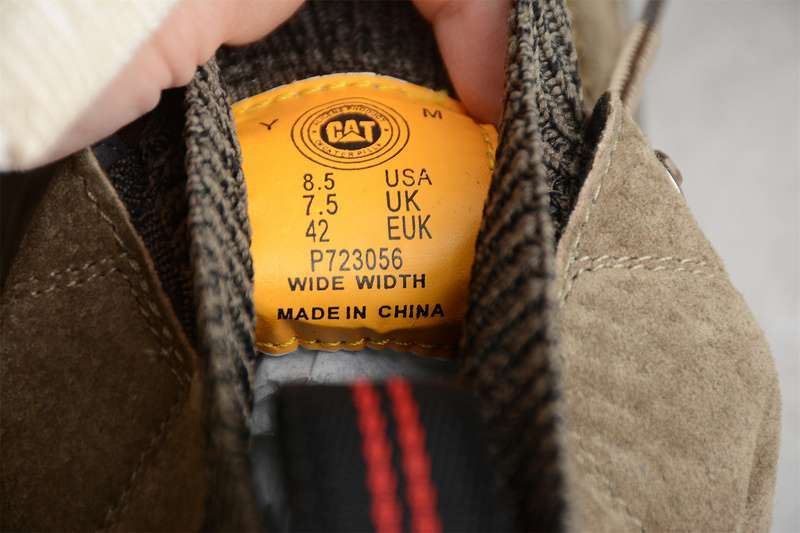 Y M
CAT
8.5 USA
7.5 UK
42 EUK
P723056
WIDE WIDTH
MADE IN CHINA